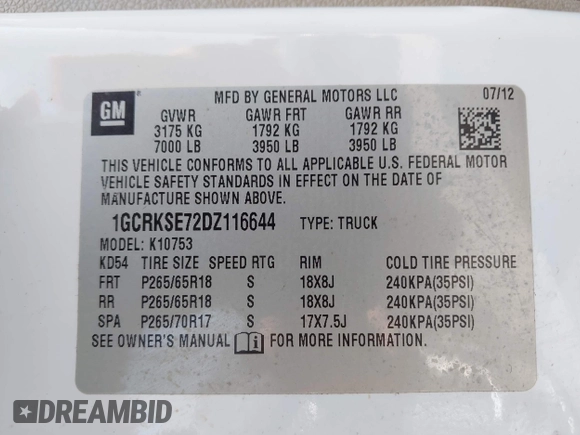 GM
MFD BY GENERAL MOTORS LLC 07/12
GVWR GAWR FRT GAWR RR
3175 KG 1792 KG 1792 KG
7000 LB 3950 LB 3950 LB
THIS VEHICLE CONFORMS TO ALL APPLICABLE U.S. FEDERAL MOTOR
VEHICLE SAFETY STANDARDS IN EFFECT ON THE DATE OF
MANUFACTURE SHOWN ABOVE.
1GCRKSE72DZ116644 TYPE: TRUCK
MODEL: K10753
KD54 TIRE SIZE SPEED RTG RIM COLD TIRE PRESSURE
FRT P265/65R18 S 18X8J 240KPA(35PSI)
RR P265/65R18 S 18X8J 240KPA(35PSI)
SPA P265/70R17 S 17X7.5J 240KPA(35PSI)
SEE OWNER'S MANUAL FOR MORE INFORMATION.
DREAMBID